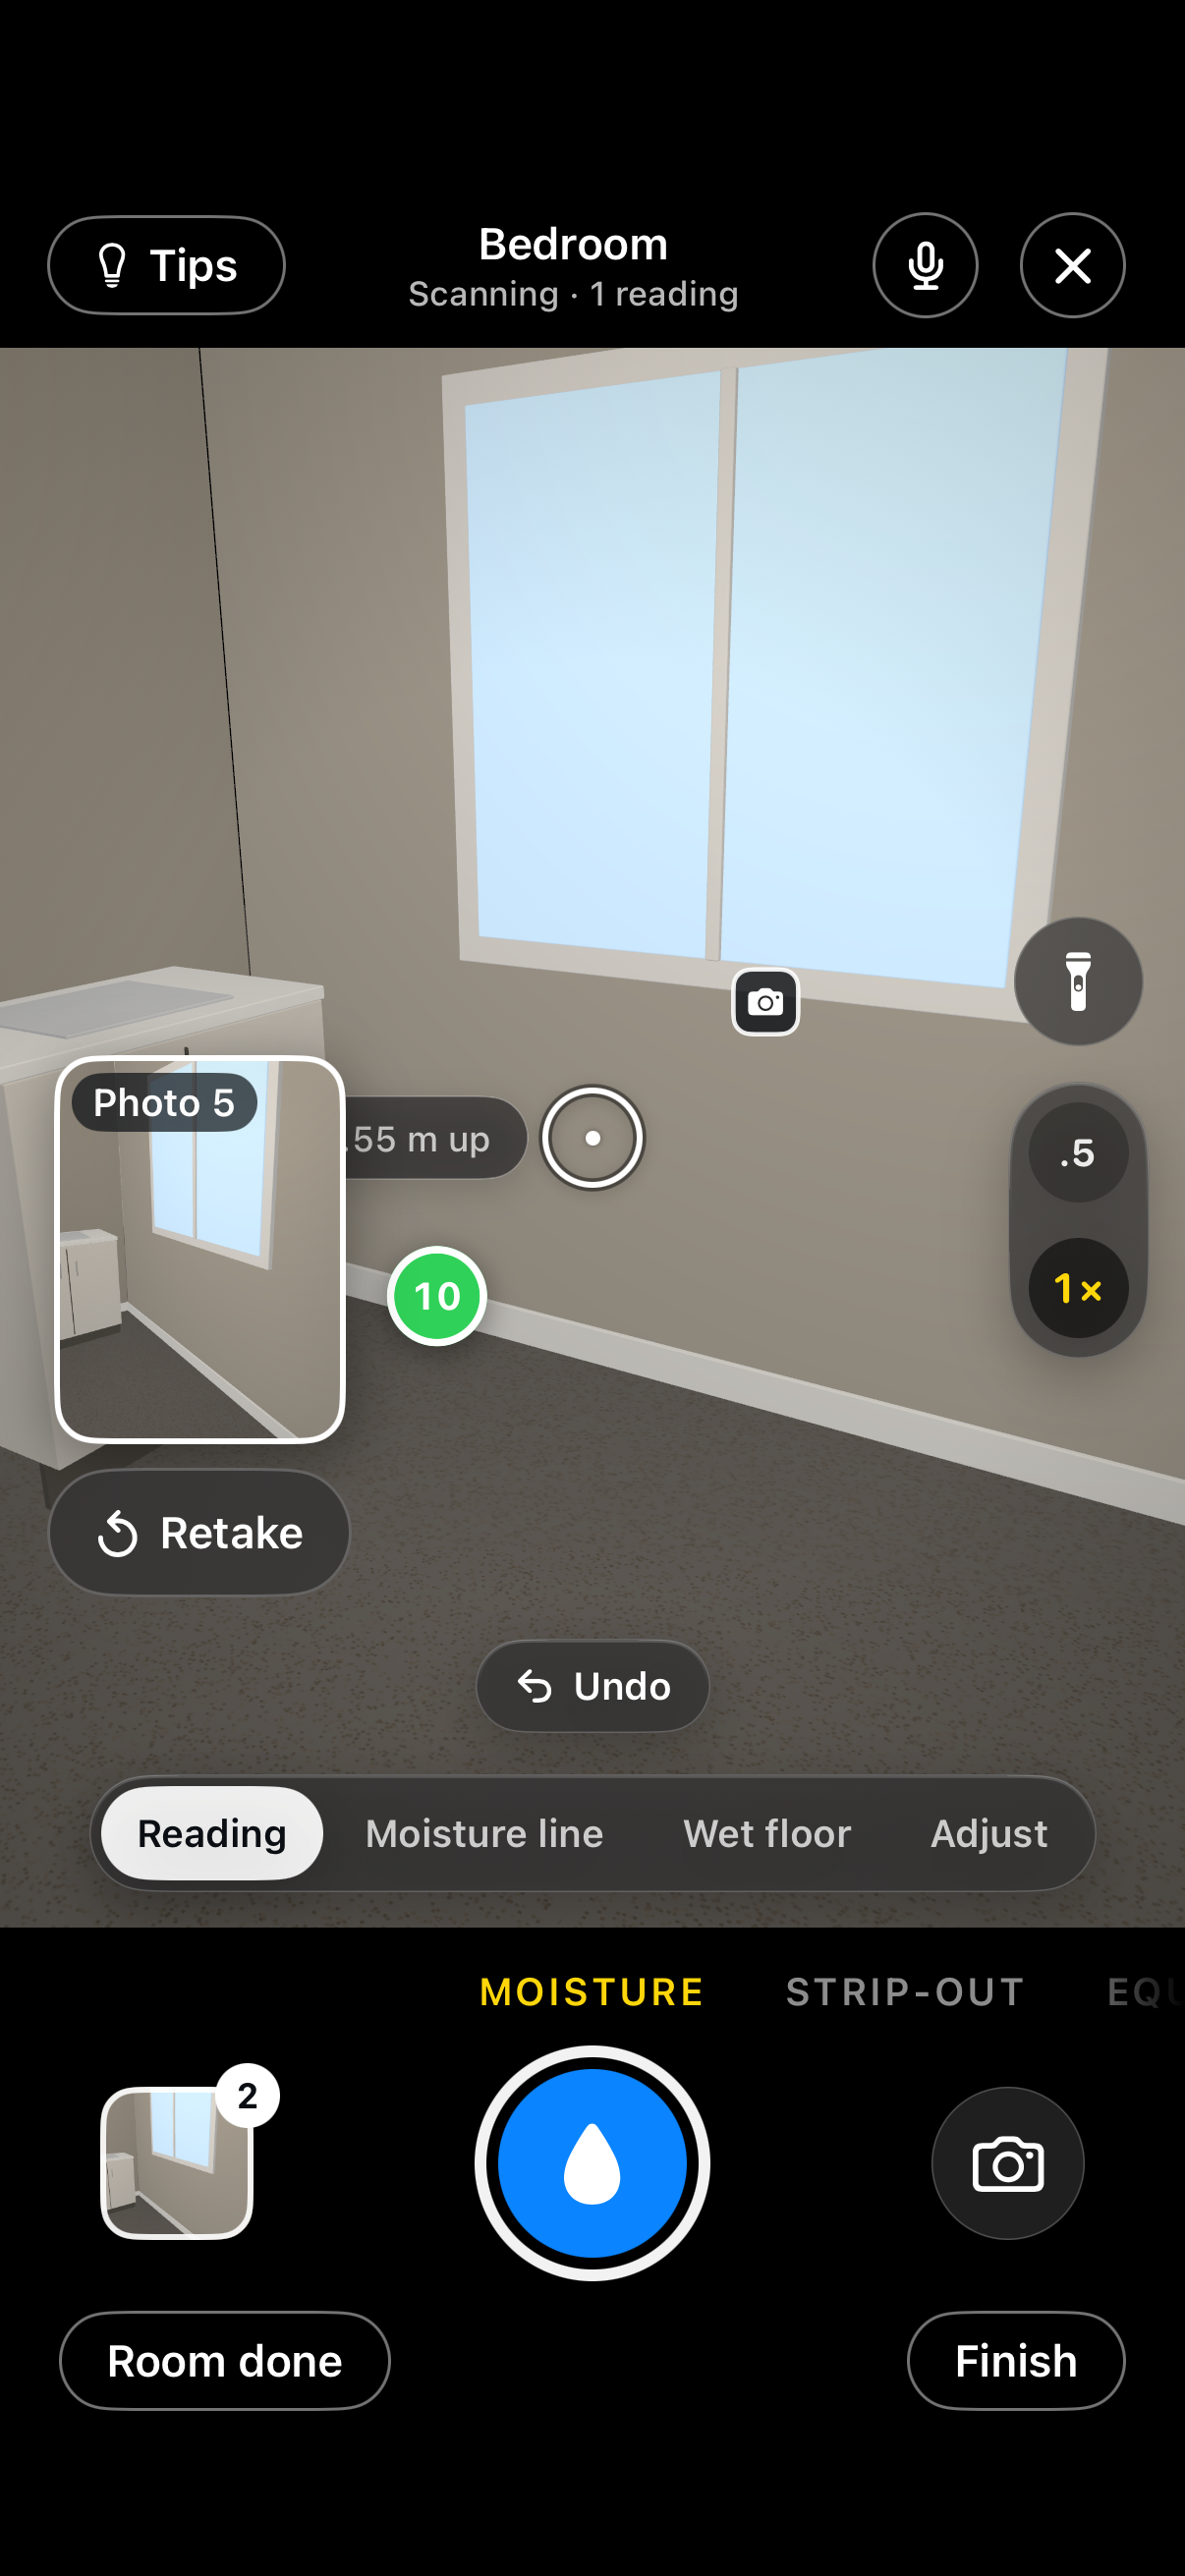 Tips
Bedroom
Scanning · 1 reading
Photo 5
.55 m up
.5
1×
10
Retake
Undo
Reading
Moisture line
Wet floor
Adjust
MOISTURE
STRIP-OUT
2
Room done
Finish